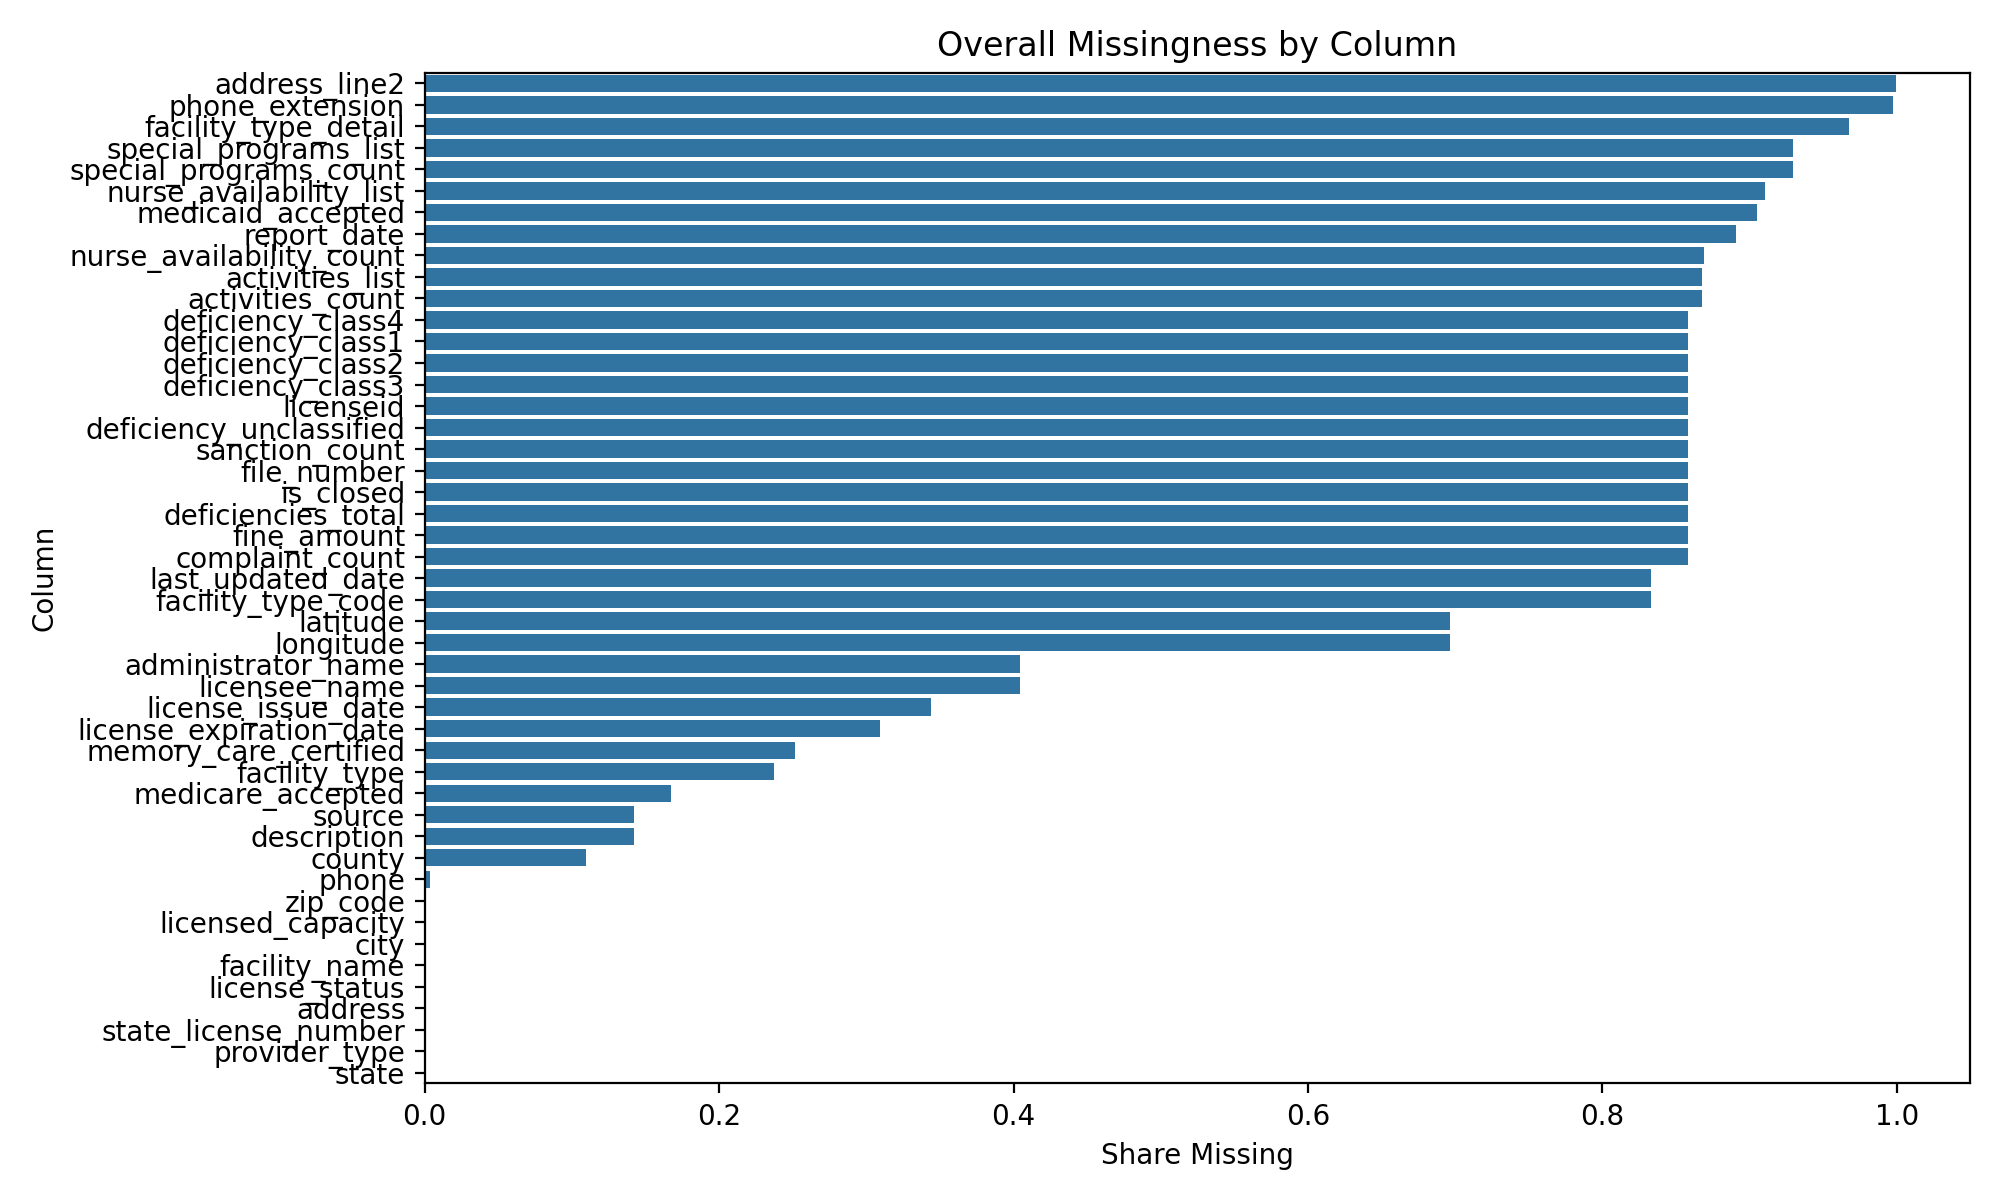 Overall Missingness by Column
address_line2
phone_extension
facility_type_detail
special_programs_list
special_programs_count
nurse_availability_list
medicaid_accepted
report_date
nurse_availability_count
activities_list
activities_count
deficiency_class4
deficiency_class1
deficiency_class2
deficiency_class3
licenseid
deficiency_unclassified
sanction_count
file_number
is_closed
deficiencies_total
fine_amount
complaint_count
last_updated_date
facility_type_code
latitude
longitude
administrator_name
licensee_name
license_issue_date
license_expiration_date
memory_care_certified
facility_type
medicare_accepted
source
description
county
phone
zip_code
licensed_capacity
city
facility_name
license_status
address
state_license_number
provider_type
state
Column
0.0 0.2 0.4 0.6 0.8 1.0
Share Missing